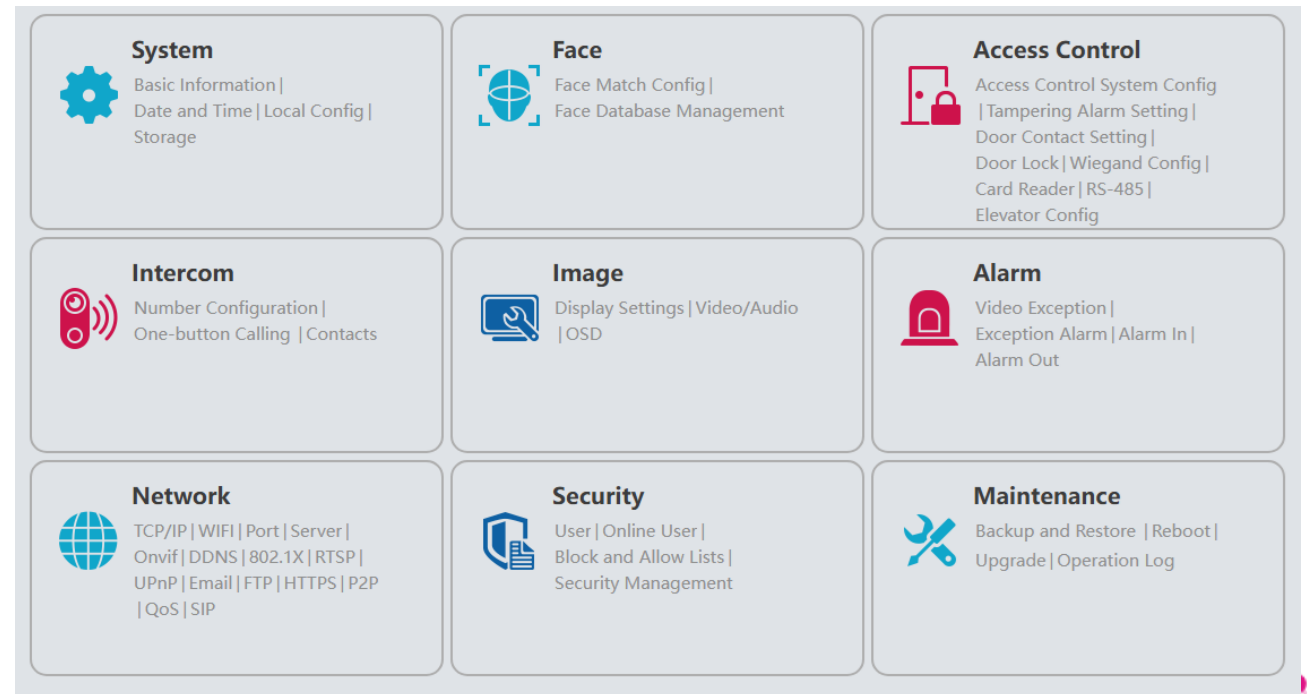 System
Basic Information|
Date and Time|Local Config|
Storage
Face
Face Match Config|
Face Database Management
Access Control
Access Control System Config
|Tampering Alarm Setting|
Door Contact Setting|
Door Lock|Wiegand Config|
Card Reader|RS-485|
Elevator Config
Intercom
Number Configuration|
One-button Calling |Contacts
Image
Display Settings|Video/Audio
|OSD
Alarm
Video Exception|
Exception Alarm|Alarm In|
Alarm Out
Network
TCP/IP|WIFI|Port|Server|
Onvif|DDNS|802.1X|RTSP|
UPnP|Email|FTP|HTTPS|P2P
|QoS|SIP
Security
User|Online User|
Block and Allow Lists|
Security Management
Maintenance
Backup and Restore |Reboot|
Upgrade|Operation Log